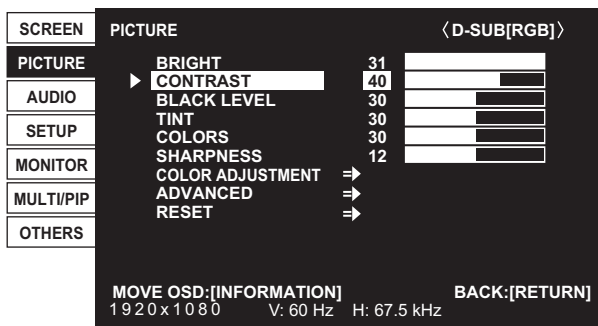 SCREEN
PICTURE
AUDIO
SETUP
MONITOR
MULTI/PIP
OTHERS
PICTURE 〈D-SUB[RGB]〉
BRIGHT 31
CONTRAST 40
BLACK LEVEL 30
TINT 30
COLORS 30
SHARPNESS 12
COLOR ADJUSTMENT
ADVANCED
RESET
MOVE OSD:[INFORMATION] BACK:[RETURN]
1920x1080 V: 60 Hz H: 67.5 kHz